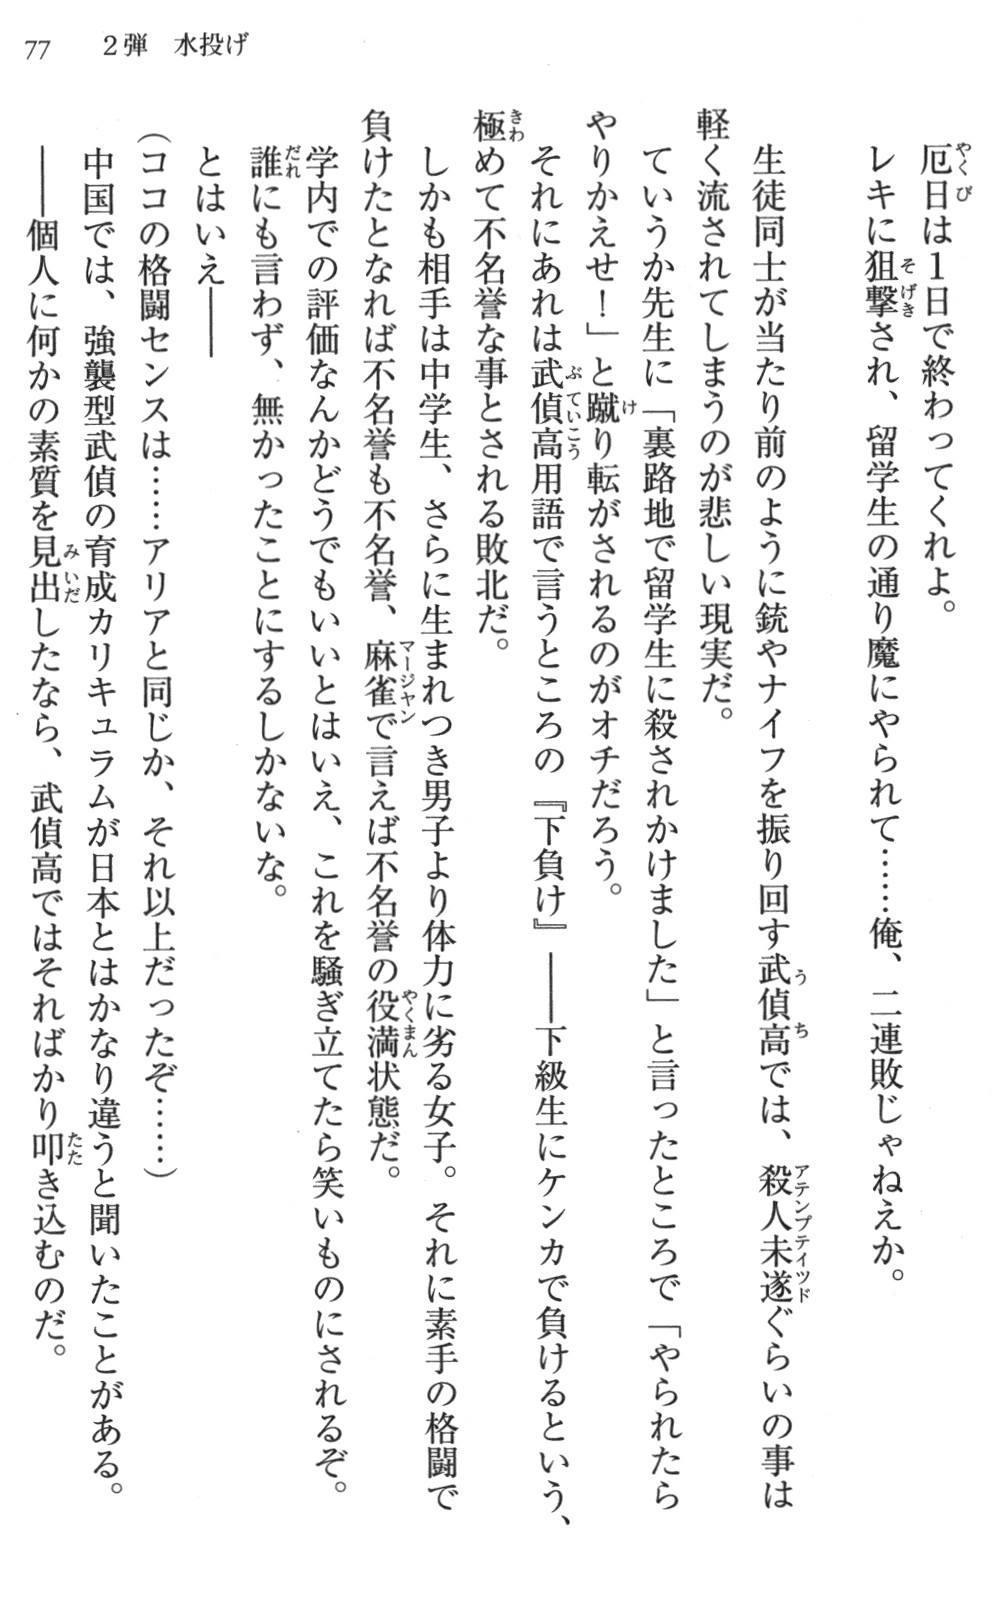 77　2弾　水投げ
厄日は1日で終わってくれよ。
レキに狙撃され、留学生の通り魔にやられて……俺、二連敗じゃねえか。
生徒同士が当たり前のように銃やナイフを振り回す武偵高では、殺人未遂ぐらいの事は
軽く流されてしまうのが悲しい現実だ。
ていうか先生に「裏路地で留学生に殺されかけました」と言ったところで「やられたら
やりかえせ！」と蹴り転がされるのがオチだろう。
それにあれは武偵高用語で言うところの『下負け』――下級生にケンカで負けるという、
極めて不名誉な事とされる敗北だ。
しかも相手は中学生、さらに生まれつき男子より体力に劣る女子。それに素手の格闘で
負けたとなれば不名誉も不名誉、麻雀で言えば不名誉の役満状態だ。
学内での評価なんかどうでもいいとはいえ、これを騒ぎ立てたら笑いものにされるぞ。
誰にも言わず、無かったことにするしかないな。
とはいえ――
（ココの格闘センスは……アリアと同じか、それ以上だったぞ……）
中国では、強襲型武偵の育成カリキュラムが日本とはかなり違うと聞いたことがある。
――個人に何かの素質を見出したなら、武偵高ではそればかり叩き込むのだ。